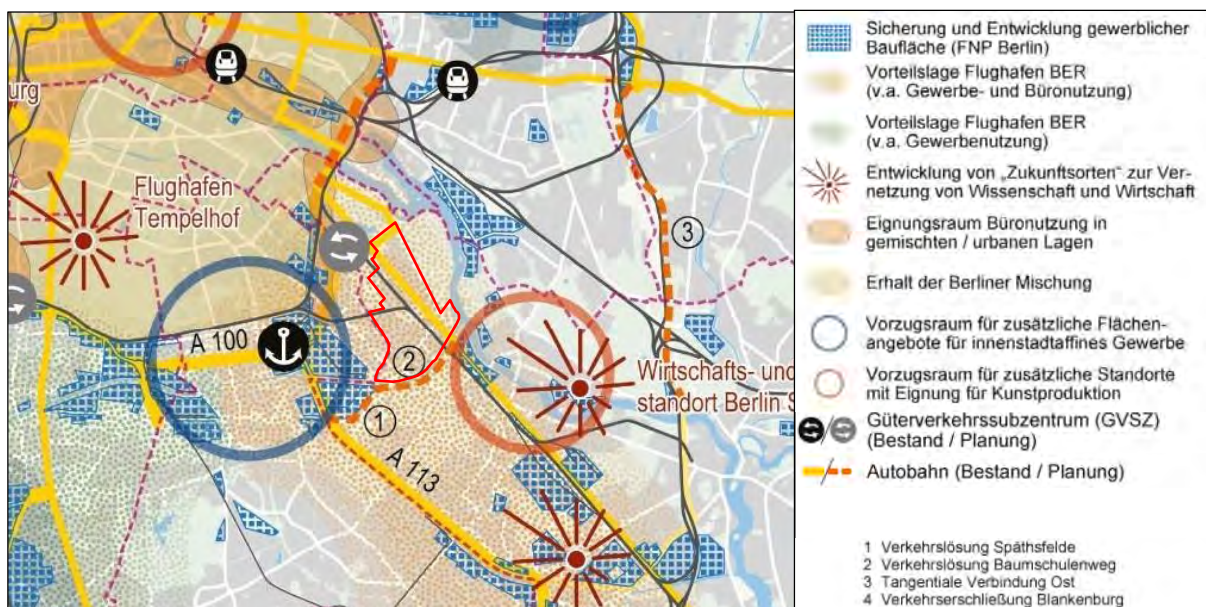 urg
Flughafen
Tempelhof
A 100
2
1
3
A 113
Wirtschafts- und
standort Berlin S
Sicherung und Entwicklung gewerblicher
Baufläche (FNP Berlin)
Vorteilslage Flughafen BER
(v.a. Gewerbe- und Büronutzung)
Vorteilslage Flughafen BER
(v.a. Gewerbenutzung)
Entwicklung von „Zukunftsorten" zur Ver-
netzung von Wissenschaft und Wirtschaft
Eignungsraum Büronutzung in
gemischten / urbanen Lagen
Erhalt der Berliner Mischung
Vorzugsraum für zusätzliche Flächen-
angebote für innenstadtaffines Gewerbe
Vorzugsraum für zusätzliche Standorte
mit Eignung für Kunstproduktion
Güterverkehrssubzentrum (GVSZ)
(Bestand / Planung)
Autobahn (Bestand / Planung)
1 Verkehrslösung Späthsfelde
2 Verkehrslösung Baumschulenweg
3 Tangentiale Verbindung Ost
4 Verkehrserschließung Blankenburg